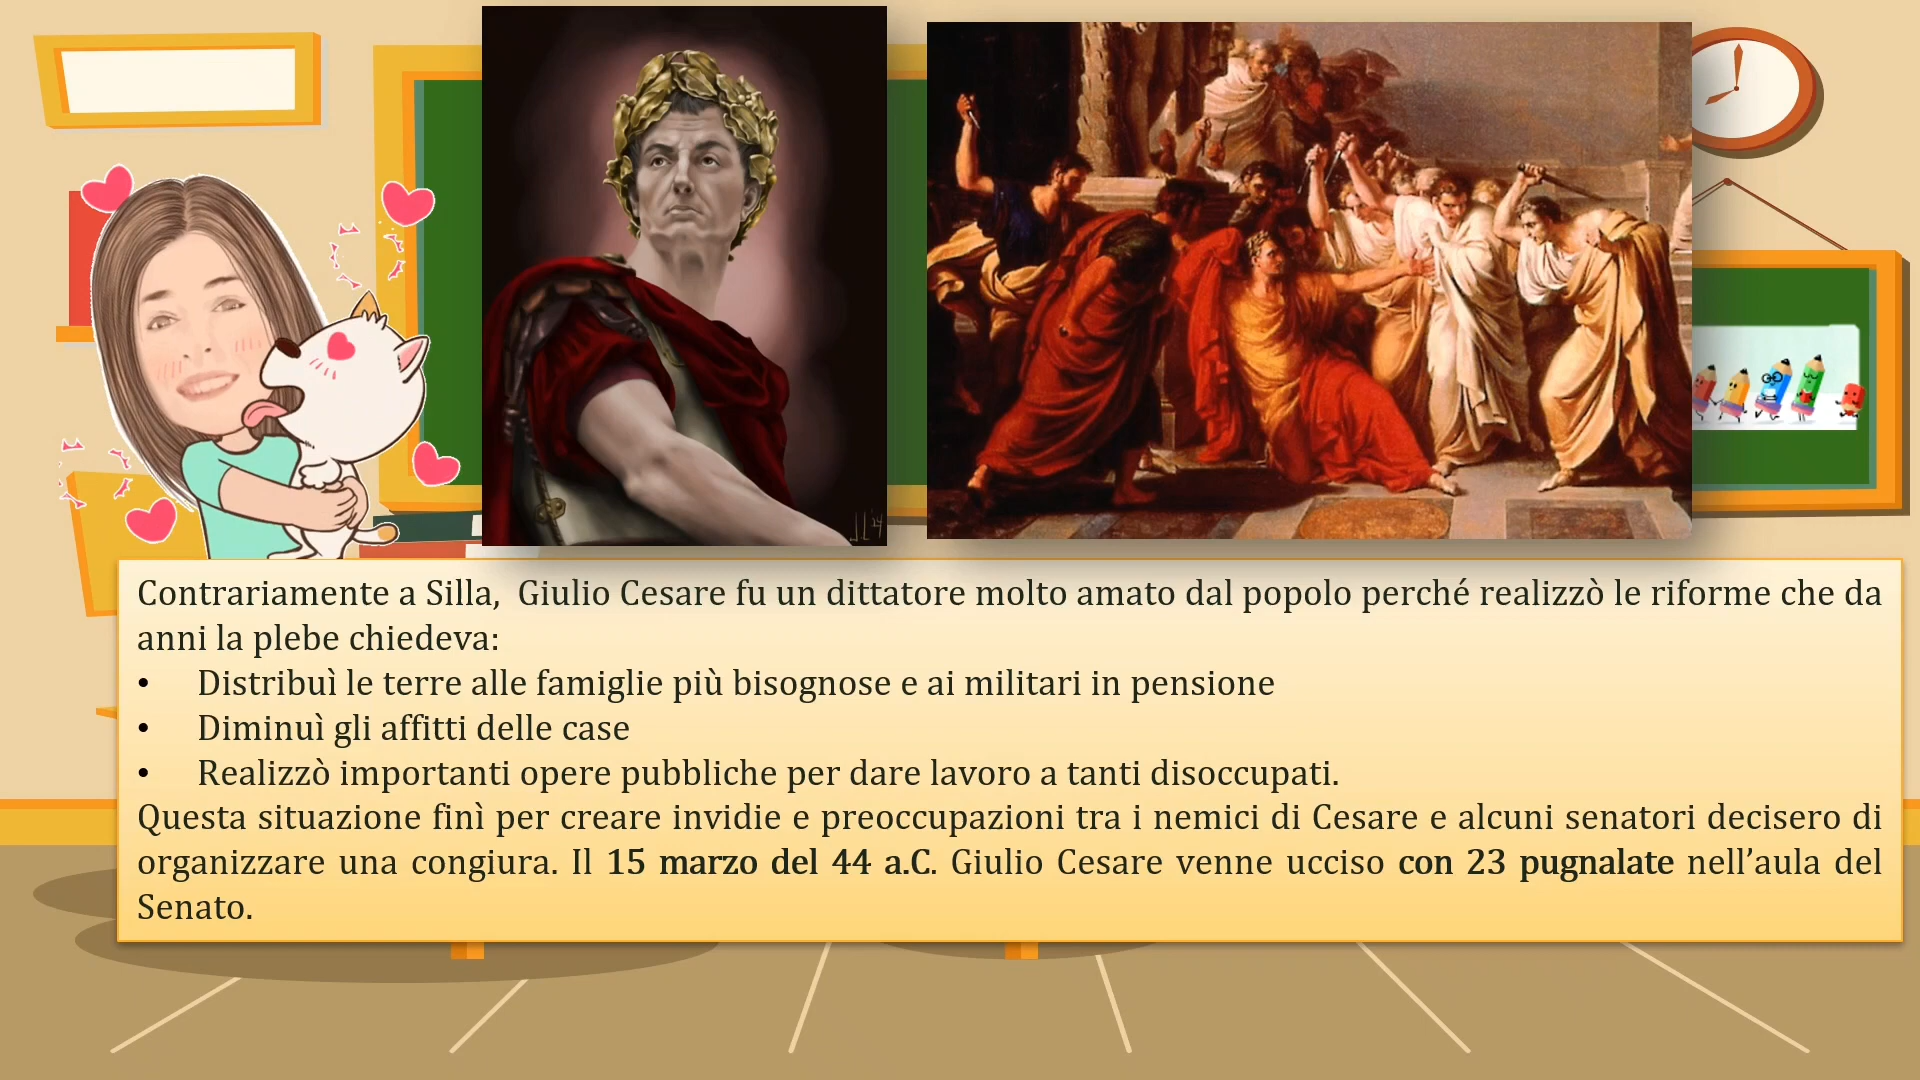 Contrariamente a Silla,  Giulio Cesare fu un dittatore molto amato dal popolo perché realizzò le riforme che da
anni la plebe chiedeva:
• Distribuì le terre alle famiglie più bisognose e ai militari in pensione
• Diminuì gli affitti delle case
• Realizzò importanti opere pubbliche per dare lavoro a tanti disoccupati.
Questa situazione finì per creare invidie e preoccupazioni tra i nemici di Cesare e alcuni senatori decisero di
organizzare una congiura. Il 15 marzo del 44 a.C. Giulio Cesare venne ucciso con 23 pugnalate nell’aula del
Senato.